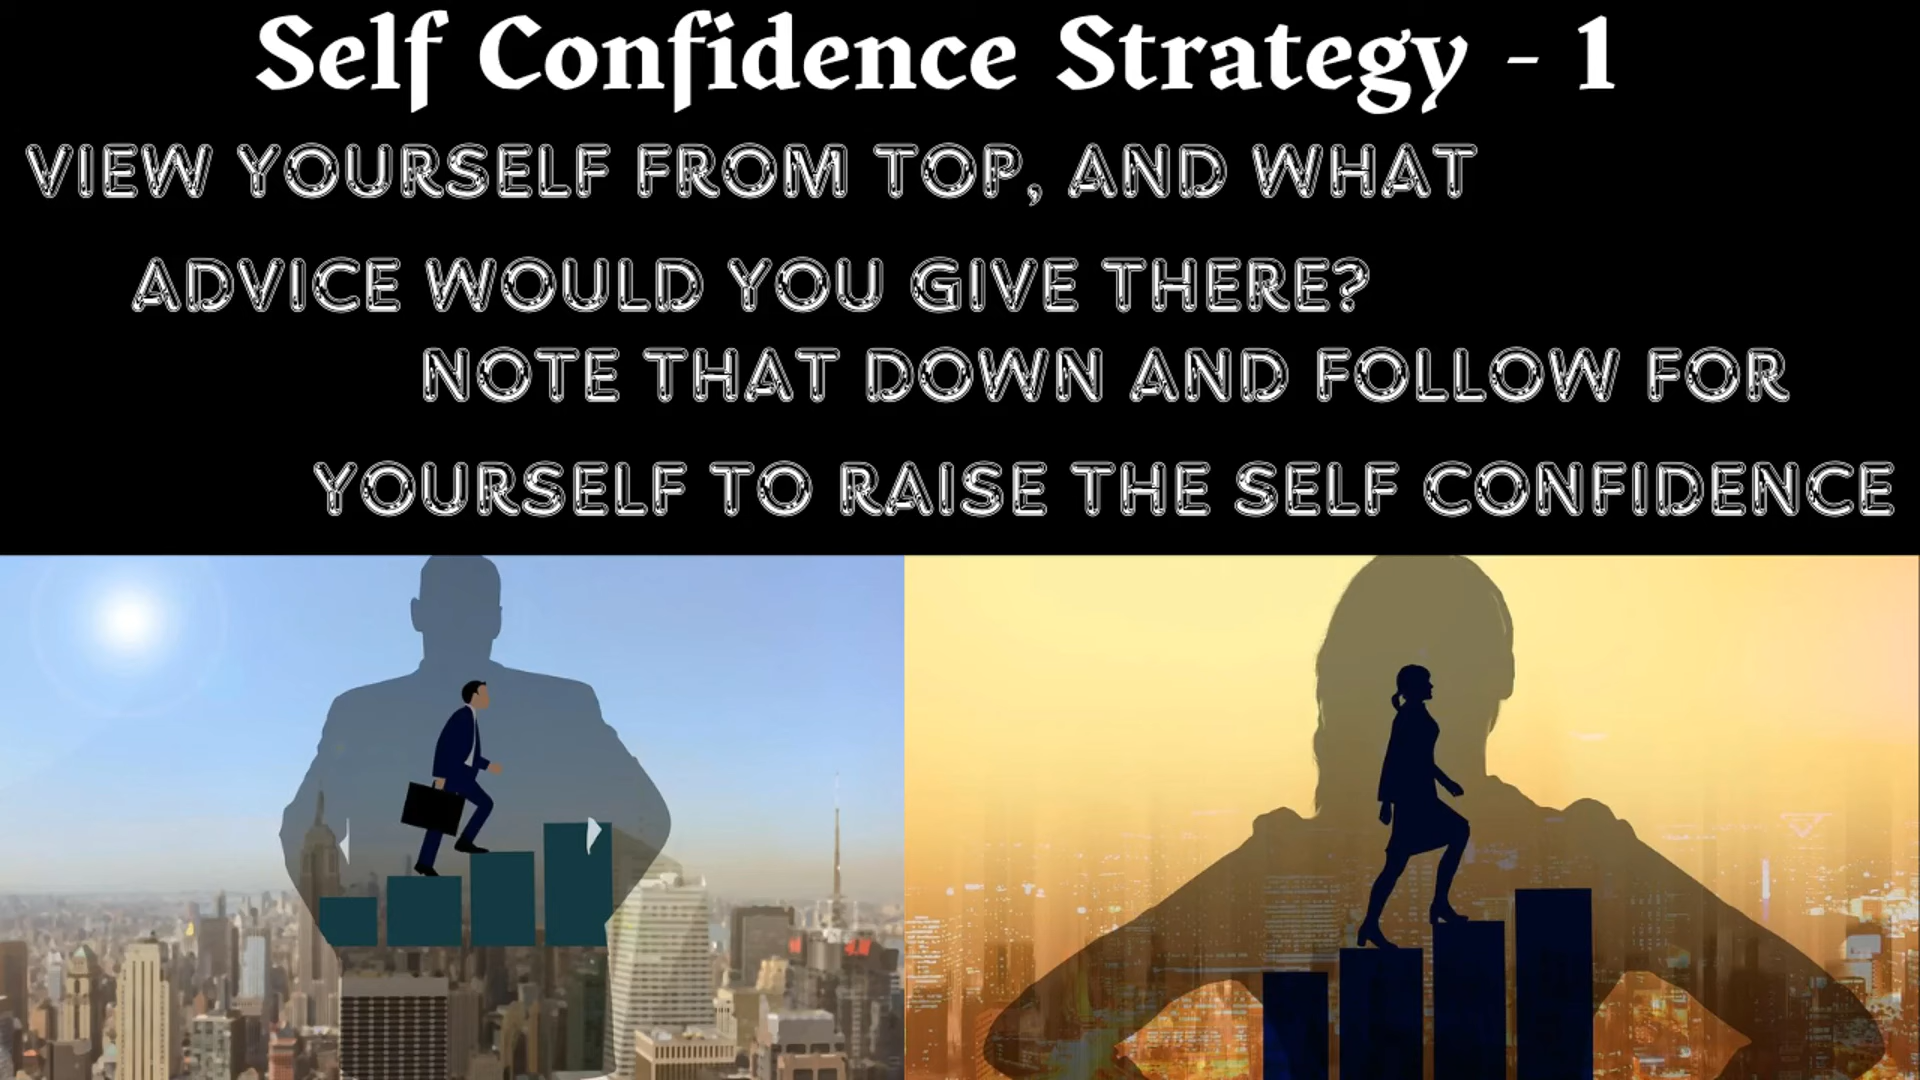 Self Confidence Strategy - 1
VIEW YOURSELF FROM TOP, AND WHAT
ADVICE WOULD YOU GIVE THERE?
NOTE THAT DOWN AND FOLLOW FOR
YOURSELF TO RAISE THE SELF CONFIDENCE